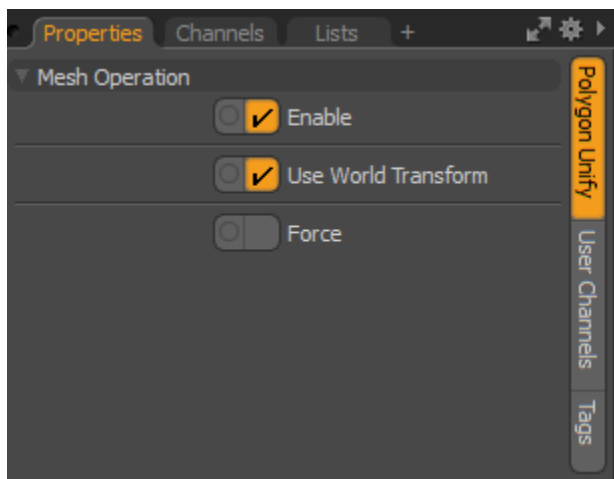 Properties Channels Lists +
Mesh Operation
Enable
Use World Transform
Force
Polygon Unify
User Channels
Tags